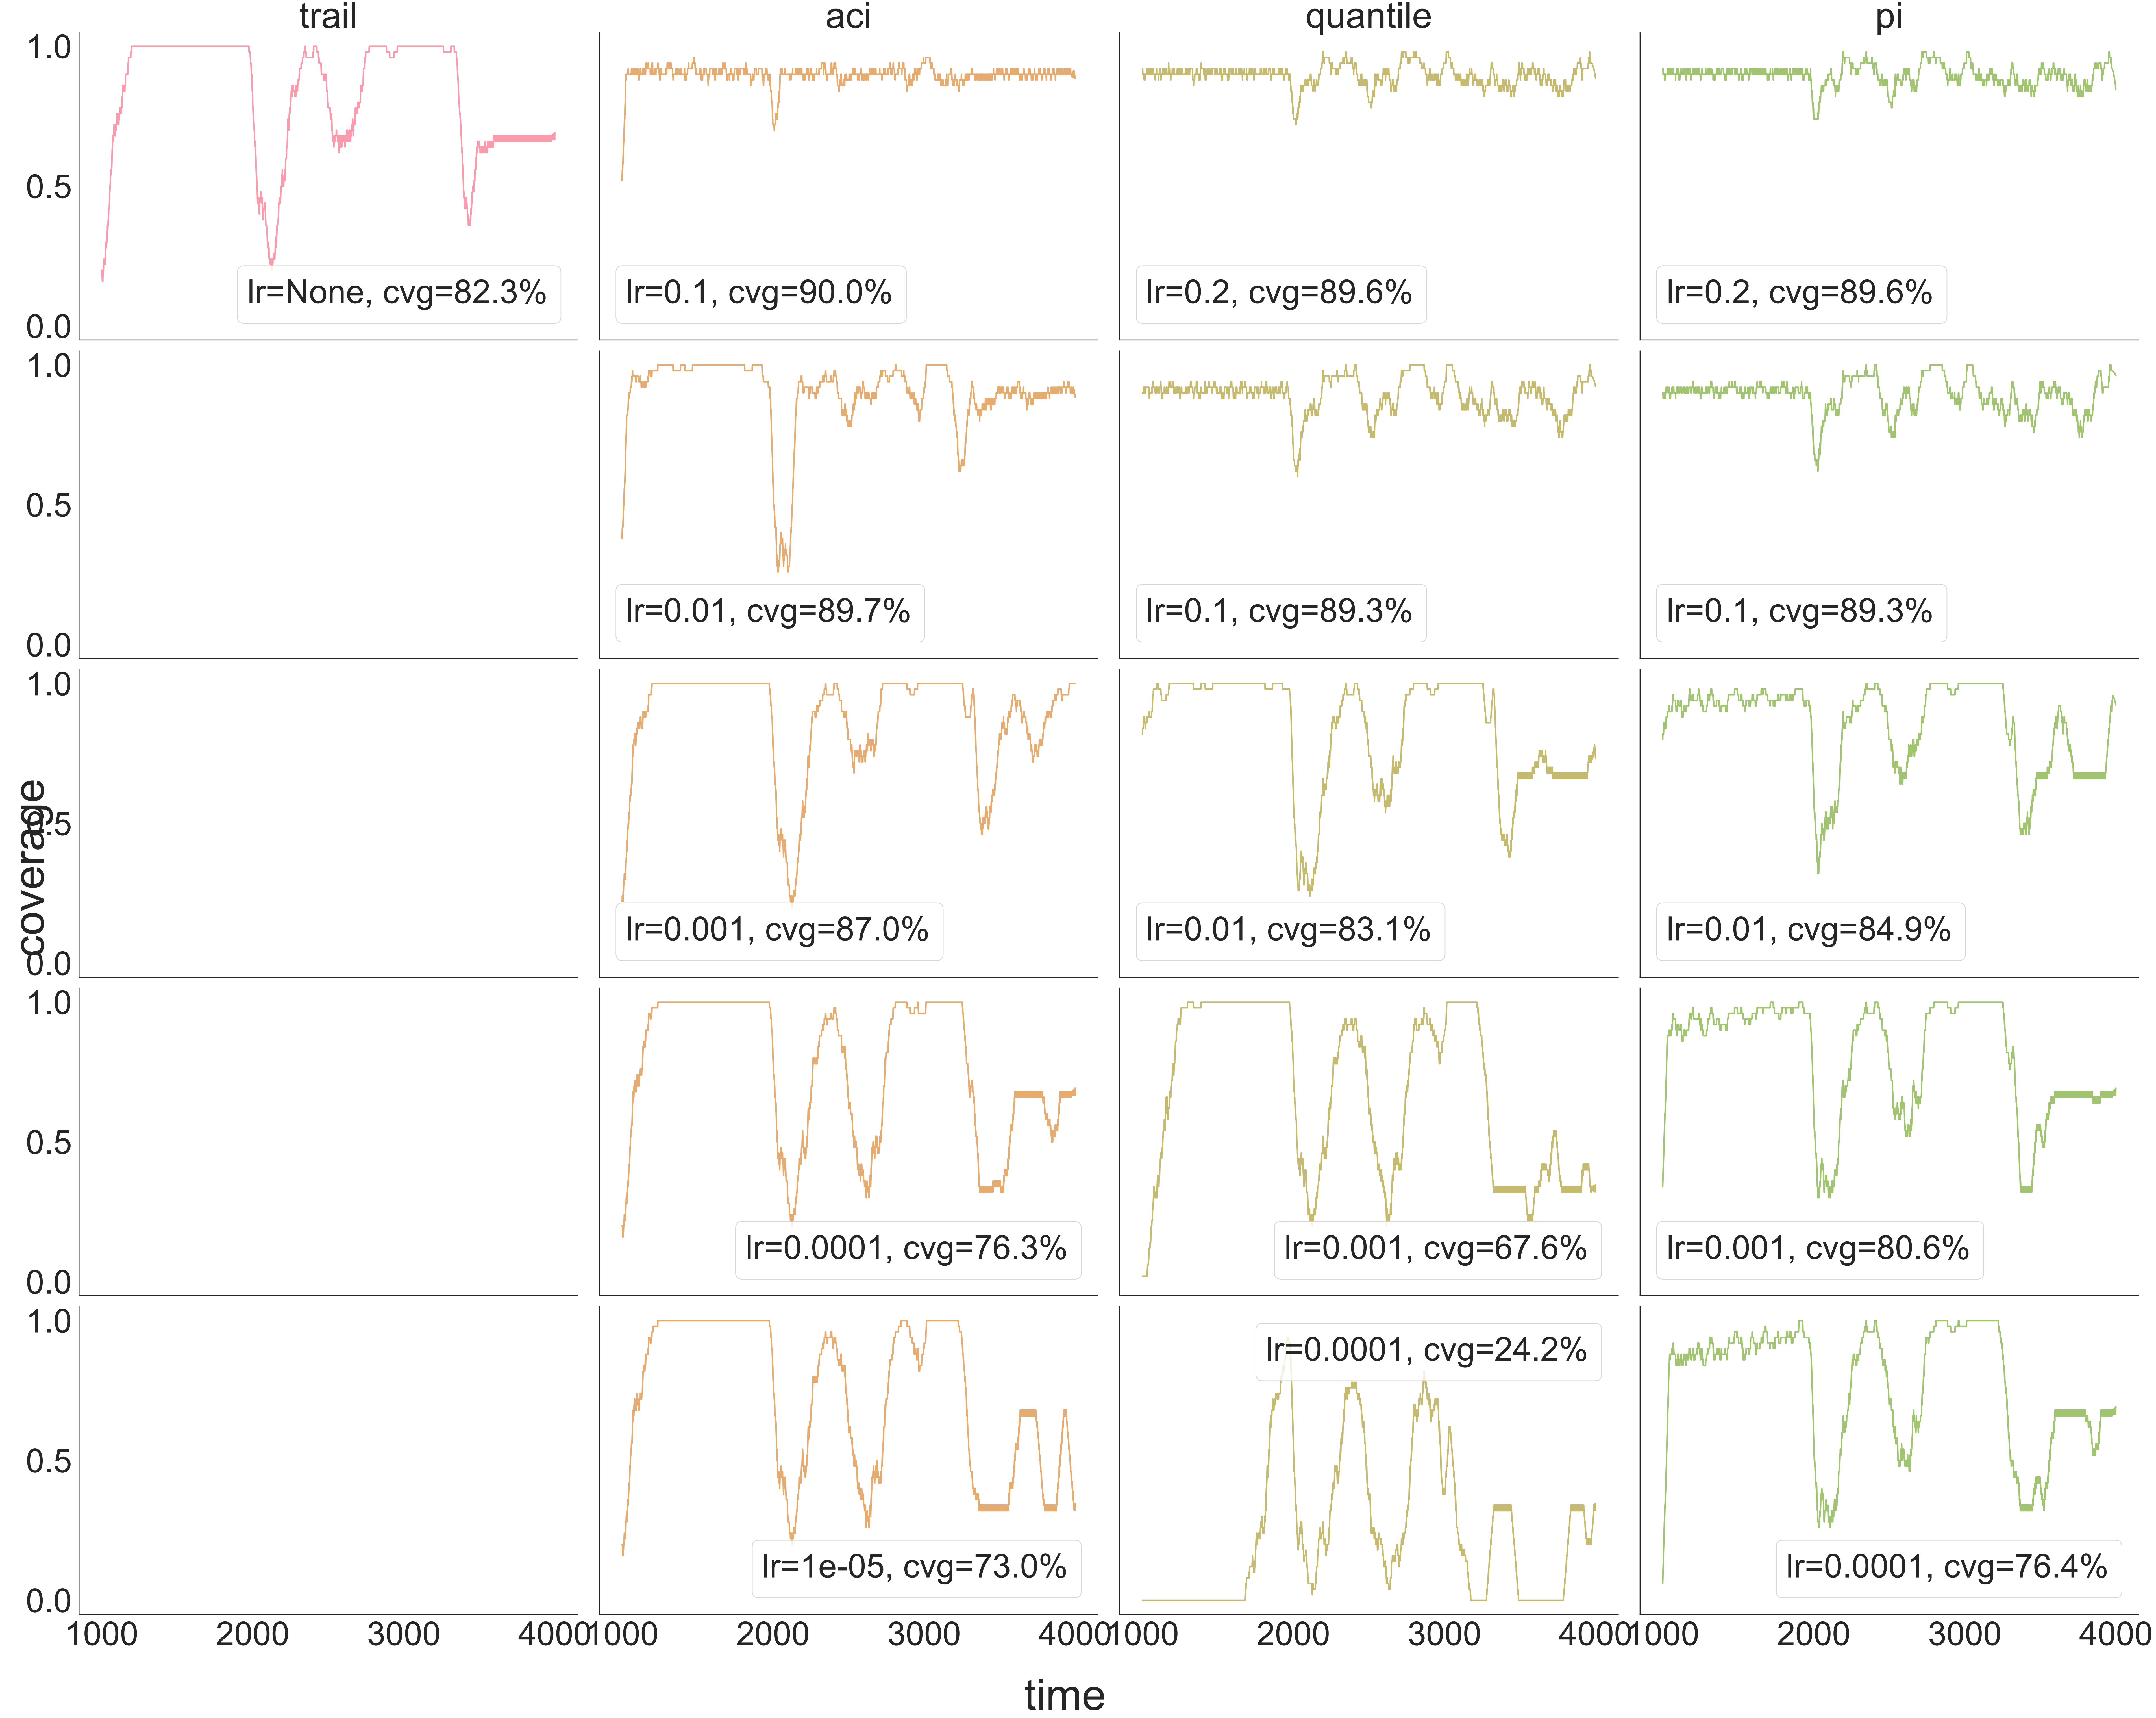 trail aci quantile pi
1.0
0.5
0.0
lr=None, cvg=82.3% lr=0.1, cvg=90.0% lr=0.2, cvg=89.6% lr=0.2, cvg=89.6%
1.0
0.5
0.0
lr=0.01, cvg=89.7% lr=0.1, cvg=89.3% lr=0.1, cvg=89.3%
coverage
1.0
0.5
0.0
lr=0.001, cvg=87.0% lr=0.01, cvg=83.1% lr=0.01, cvg=84.9%
1.0
0.5
0.0
lr=0.0001, cvg=76.3% lr=0.001, cvg=67.6% lr=0.001, cvg=80.6%
1.0
0.5
0.0
lr=1e-05, cvg=73.0% lr=0.0001, cvg=24.2% lr=0.0001, cvg=76.4%
1000 2000 3000 4000 1000 2000 3000 4000 1000 2000 3000 4000 1000 2000 3000 4000
time